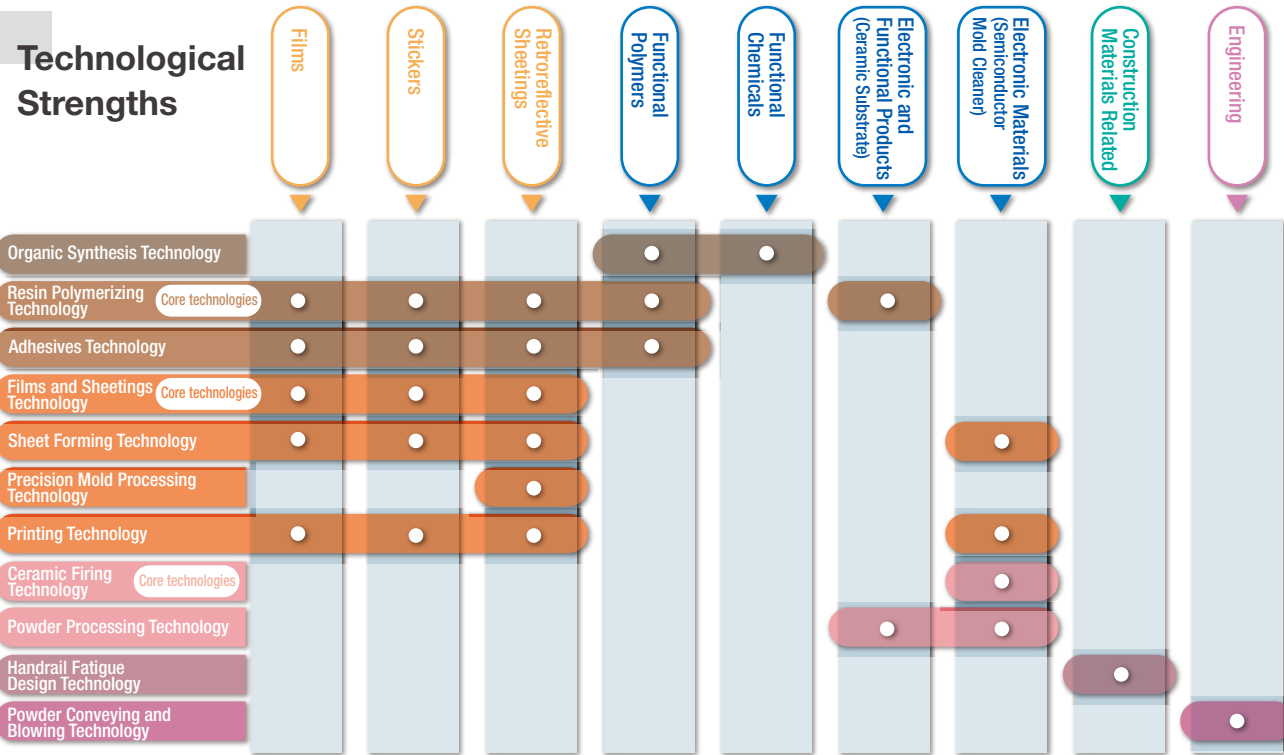 Technological
Strengths
Films
Stickers
Retroreflective
Sheetings
Functional
Polymers
Functional
Chemicals
Electronic and
Functional Products
(Ceramic Substrate)
Electronic Materials
(Semiconductor
Mold Cleaner)
Construction
Materials Related
Engineering
Organic Synthesis Technology
Resin Polymerizing
Technology
Core technologies
Adhesives Technology
Films and Sheetings
Technology
Core technologies
Sheet Forming Technology
Precision Mold Processing
Technology
Printing Technology
Ceramic Firing
Technology
Core technologies
Powder Processing Technology
Handrail Fatigue
Design Technology
Powder Conveying and
Blowing Technology